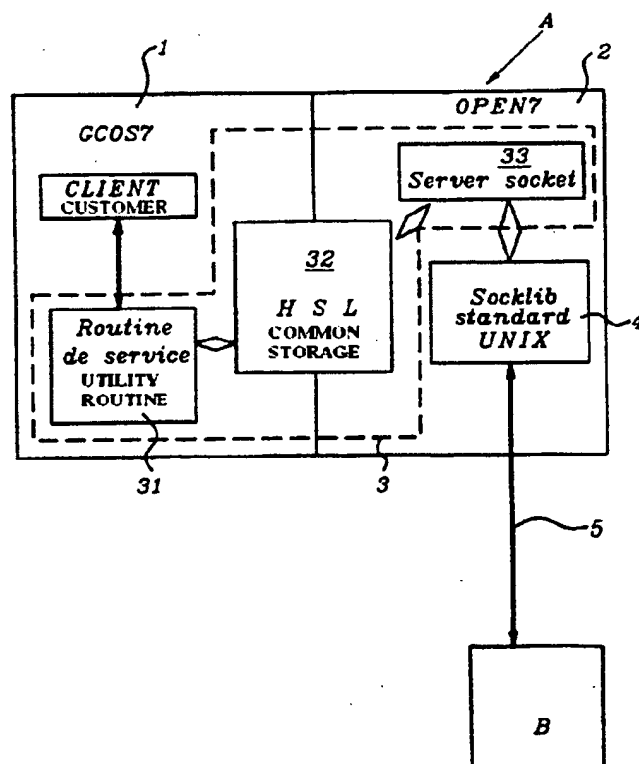 A
1
2
GCOS7
OPEN7
CLIENT
CUSTOMER
33
Server socket
32
H S L
COMMON
STORAGE
Routine
de service
UTILITY
ROUTINE
Socklib
standard
UNIX
4
31
3
5
B